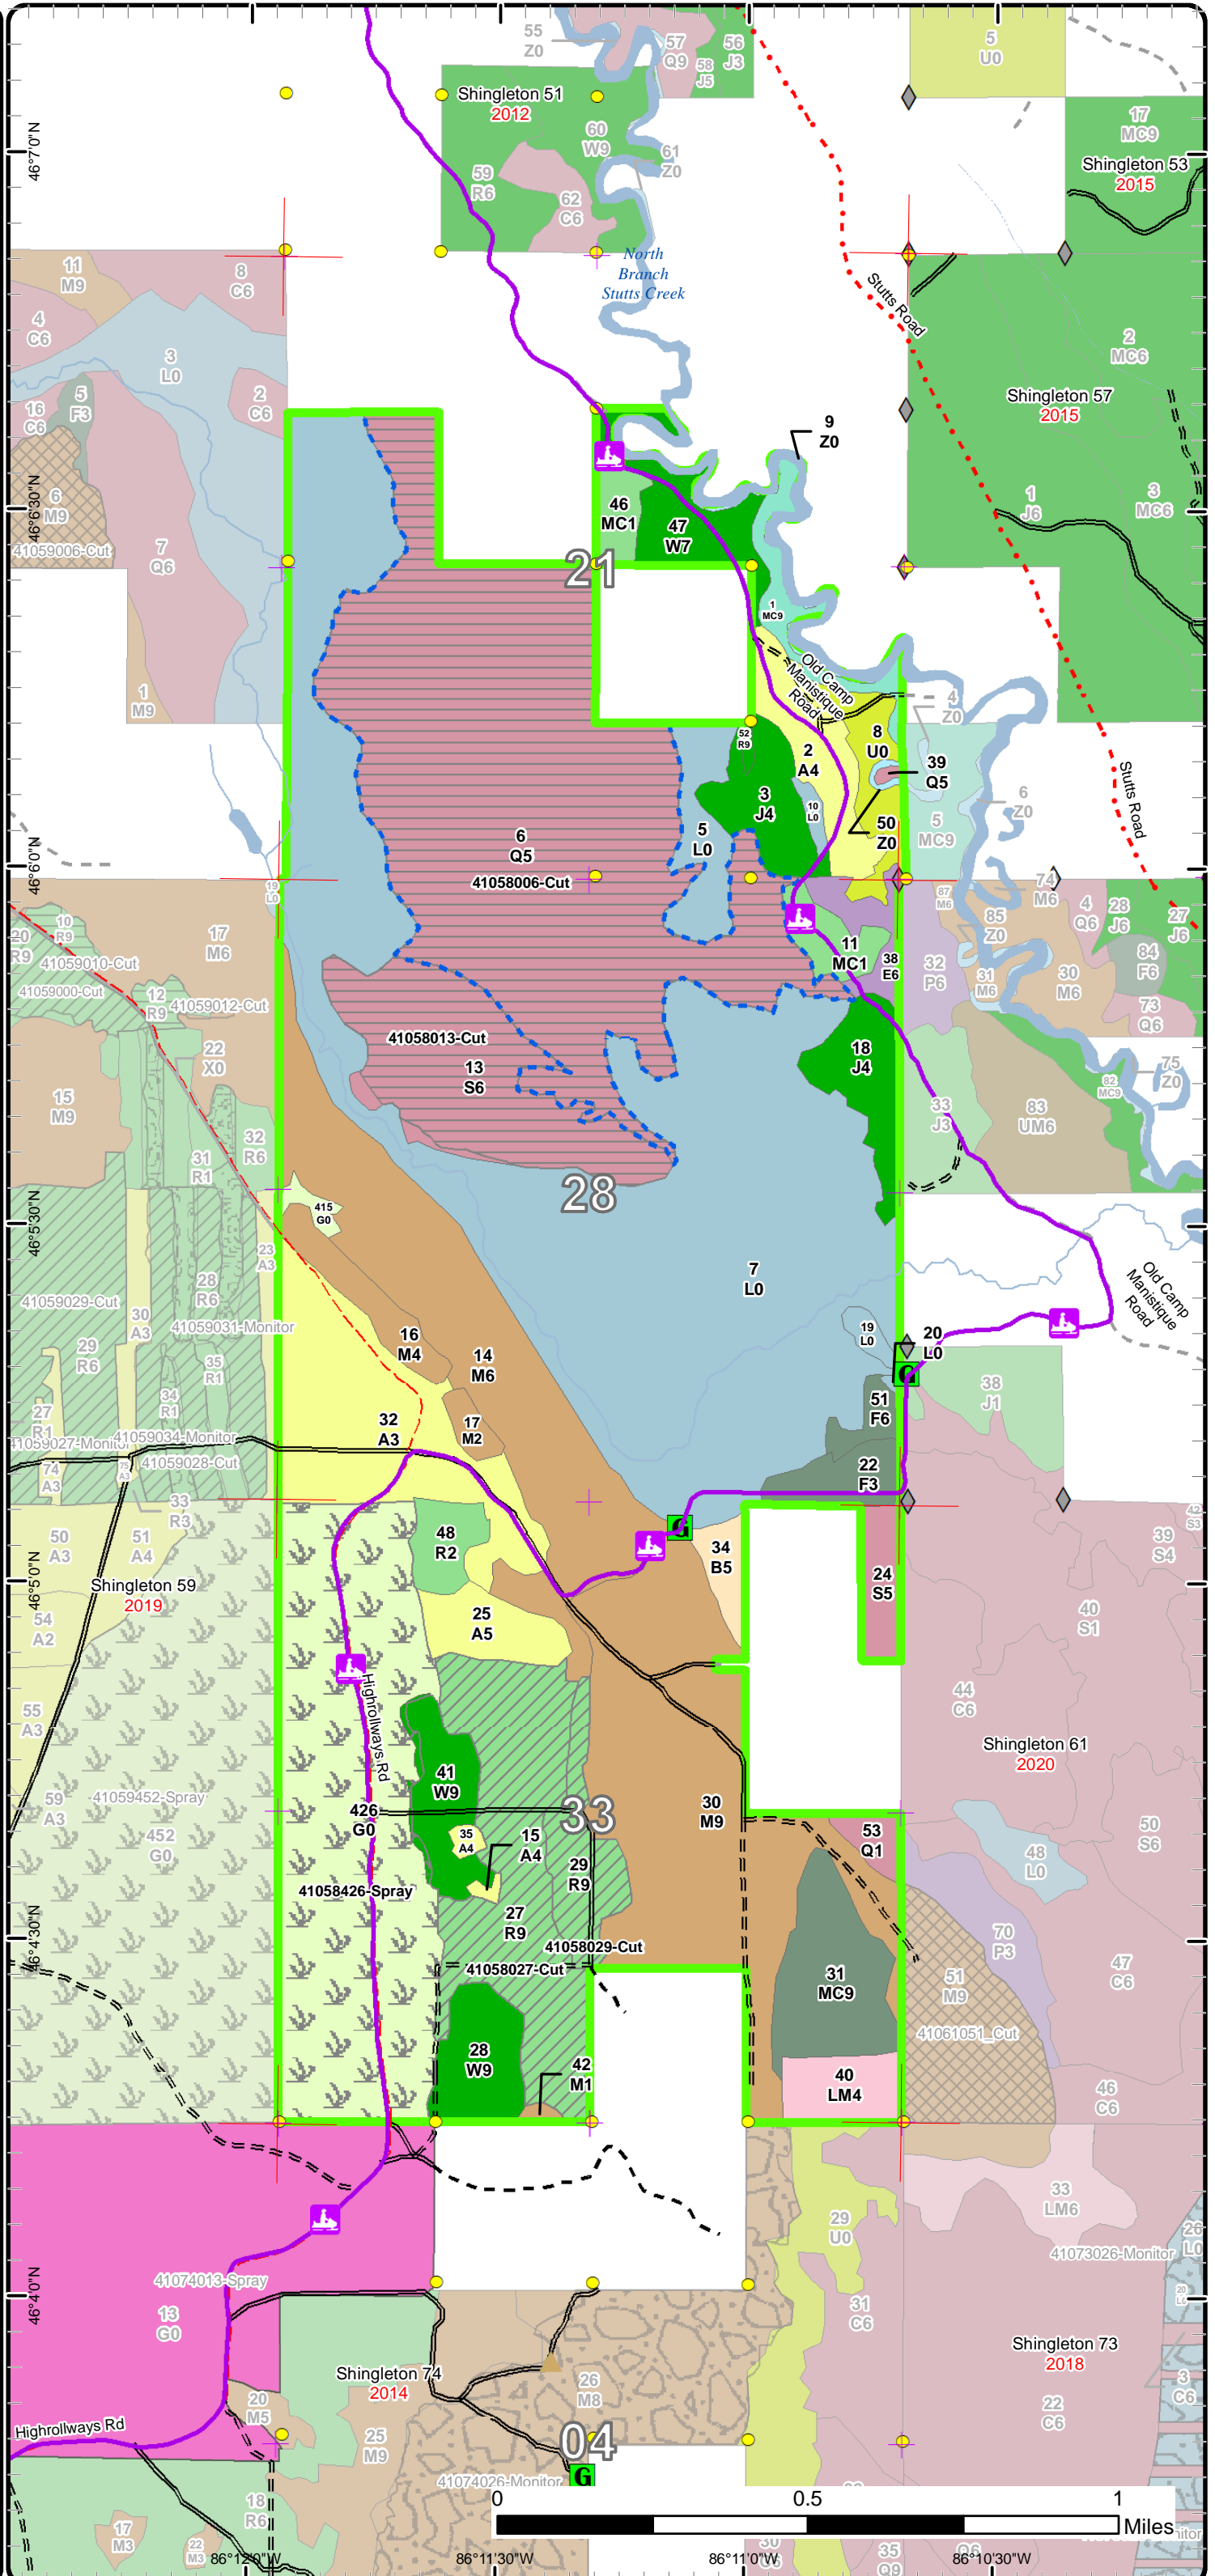 55
Z0
57
Q9
56
J3
58
J5
5
U0
Shingleton 51
2012
17
MC9
60
W9
61
Z0
59
R6
62
C6
Shingleton 53
2015
46°7'0"N
North
Branch
Stutts Creek
11
M9
8
C6
4
C6
3
L0
Stutts Road
2
MC6
5
F3
2
C6
16
C6
Shingleton 57
2015
9
Z0
6
M9
41059006-Cut
46°6'30"N
46
MC1
47
W7
1
J6
3
MC6
7
Q6
21
1
MC9
Old Camp
Manistique
Road
1
M9
4
Z0
52
R9
2
A4
8
U0
39
Q5
Stutts Road
3
J4
10
L0
6
Z0
5
MC9
50
Z0
5
L0
6
Q5
41058006-Cut
46°6'0"N
19
L0
87
M6
74
M6
4
Q6
28
J6
27
J6
10
R9
20
R9
41059010-Cut
17
M6
85
Z0
11
MC1
38
E6
32
P6
84
F6
31
M6
30
M6
41059000-Cut
12
R9
41059012-Cut
73
Q6
41058013-Cut
13
S6
22
X0
18
J4
15
M9
75
Z0
82
MC9
33
J3
83
UM6
32
R6
31
R1
28
415
G0
46°5'30"N
23
A3
7
L0
28
R6
Old Camp
Manistique
Road
41059029-Cut
30
A3
41059031-Monitor
29
R6
16
M4
14
M6
19
L0
20
L0
35
R1
34
R1
38
J1
51
F6
27
R1
32
A3
17
M2
41059027-Monitor
41059034-Monitor
41059028-Cut
74
A3
75
A3
22
F3
33
R3
42
S3
50
A3
51
A4
48
R2
34
B5
39
S4
46°5'0"N
Shingleton 59
2019
24
S5
54
A2
25
A5
40
S1
44
C6
55
A3
Highrollways Rd
Shingleton 61
2020
59
A3
41059452-Spray
452
G0
41
W9
426
G0
33
30
M9
53
Q1
50
S6
35
A4
15
A4
48
L0
29
R9
41058426-Spray
27
R9
46°4'30"N
70
P3
41058029-Cut
41058027-Cut
47
C6
31
MC9
51
M9
41061051_Cut
28
W9
42
M1
40
LM4
46
C6
33
LM6
29
U0
26
L0
41073026-Monitor
46°4'0"N
41074013-Spray
20
L0
13
G0
31
C6
Shingleton 73
2018
Shingleton 74
2014
26
M8
3
C6
22
C6
20
M5
Highrollways Rd
25
M9
04
41074026-Monitor
G
18
R6
17
M3
22
M3
0
0.5
1
Miles
35
Q9
86°12'0"W
86°11'30"W
86°11'0"W
86°10'30"W